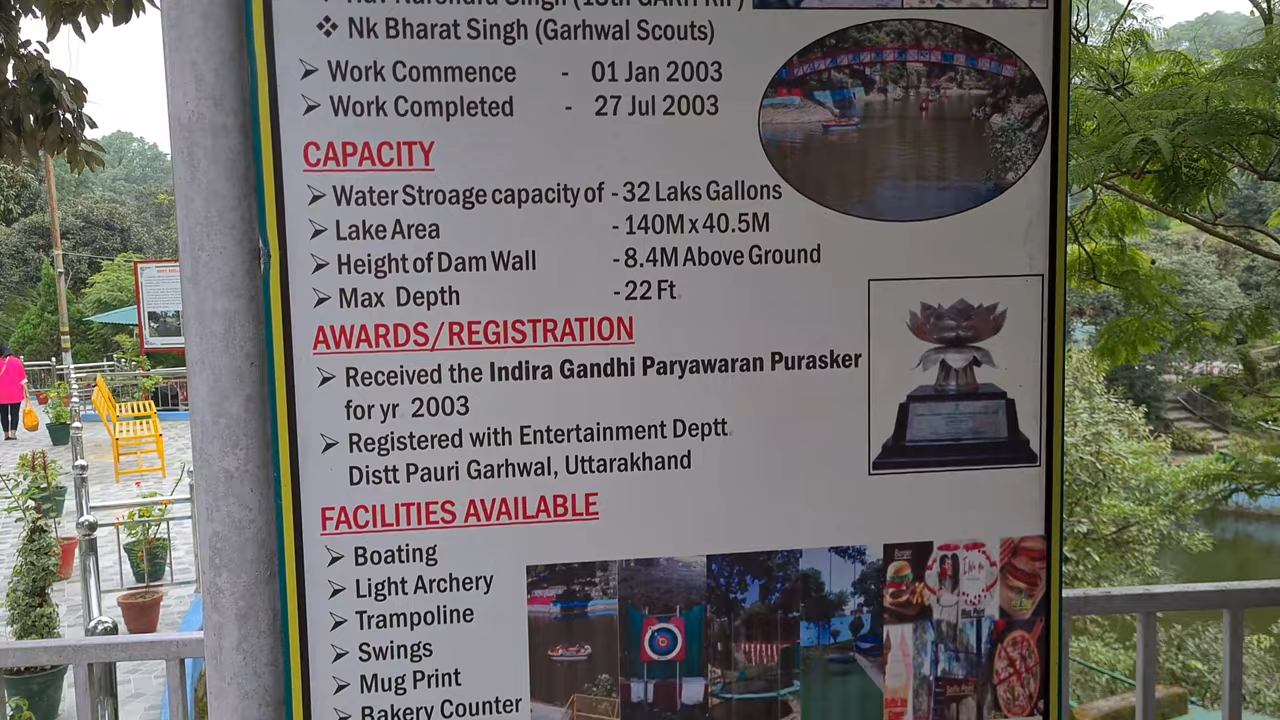 ❖ Nk Bharat Singh (Garhwal Scouts)
➢ Work Commence - 01 Jan 2003
➢ Work Completed - 27 Jul 2003
CAPACITY
➢ Water Stroage capacity of - 32 Laks Gallons
➢ Lake Area - 140M x 40.5M
➢ Height of Dam Wall - 8.4M Above Ground
➢ Max Depth - 22 Ft.
AWARDS/REGISTRATION
➢ Received the Indira Gandhi Paryawaran Purasker
for yr 2003
➢ Registered with Entertainment Deptt.
Distt Pauri Garhwal, Uttarakhand
FACILITIES AVAILABLE
➢ Boating
➢ Light Archery
➢ Trampoline
➢ Swings
➢ Mug Print
➢ Bakery Counter
Burger